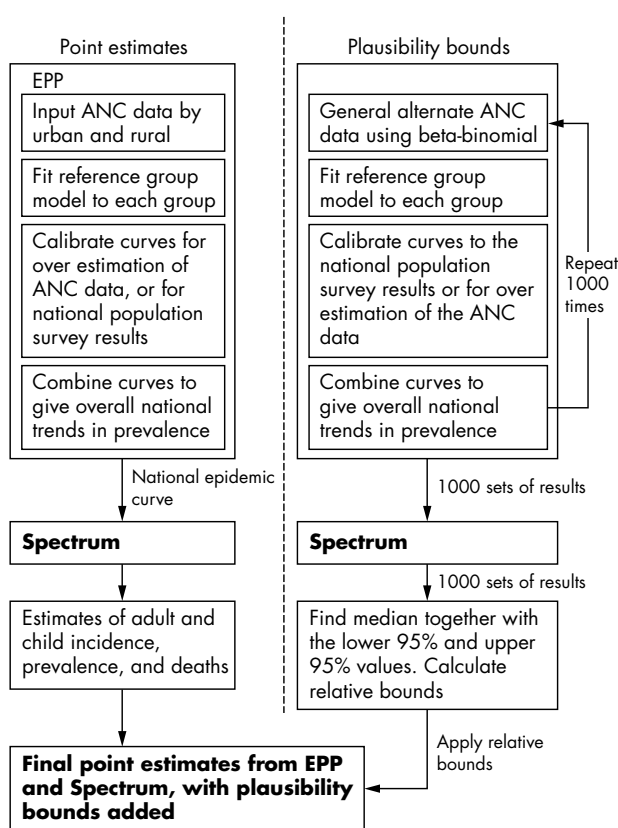 Point estimates
EPP
Input ANC data by
urban and rural
Fit reference group
model to each group
Calibrate curves for
over estimation of
ANC data, or for
national population
survey results
Combine curves to
give overall national
trends in prevalence
National epidemic
curve
Spectrum
Estimates of adult and
child incidence,
prevalence, and deaths
Plausibility bounds
General alternate ANC
data using beta-binomial
Fit reference group
model to each group
Calibrate curves to the
national population
survey results or for over
estimation of the ANC
data
Combine curves to
give overall national
trends in prevalence
Repeat
1000
times
1000 sets of results
Spectrum
1000 sets of results
Find median together with
the lower 95% and upper
95% values. Calculate
relative bounds
Apply relative
bounds
Final point estimates from EPP
and Spectrum, with plausibility
bounds added